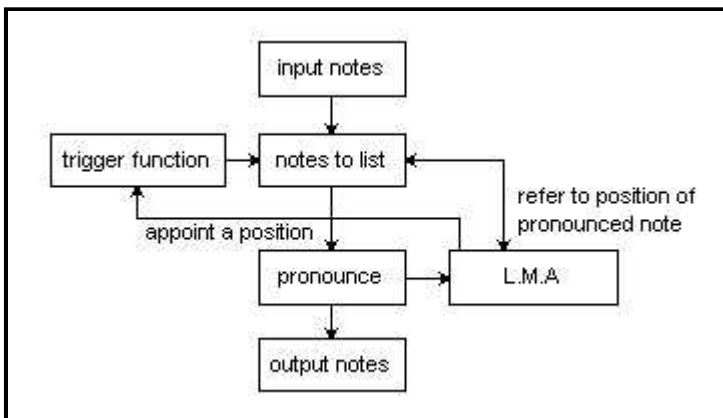 input notes
trigger function
notes to list
refer to position of
pronounced note
appoint a position
pronounce
L.M.A
output notes